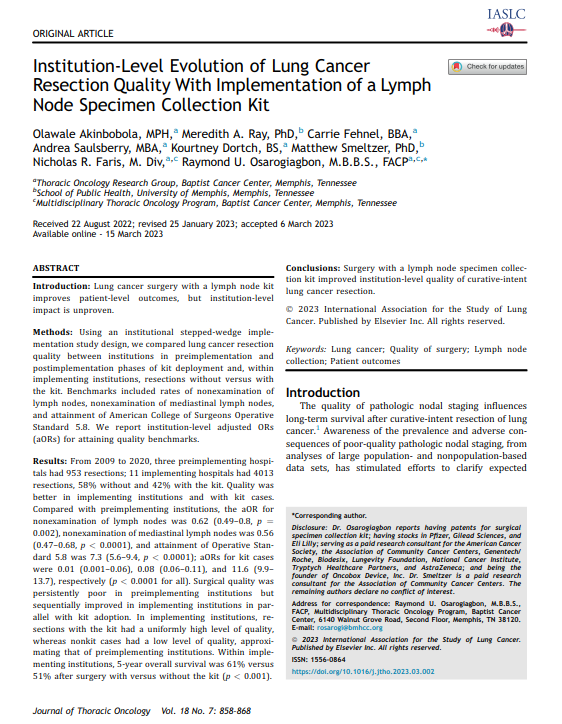 IASLC
ORIGINAL ARTICLE
Check for updates
Institution-Level Evolution of Lung Cancer
Resection Quality With Implementation of a Lymph
Node Specimen Collection Kit
Olawale Akinbobola, MPH,a Meredith A. Ray, PhD,b Carrie Fehnel, BBA,a
Andrea Saulsberry, MBA,a Kourtney Dortch, BS,a Matthew Smeltzer, PhD,b
Nicholas R. Faris, M. Div,a,c Raymond U. Osarogiagbon, M.B.B.S., FACPa,c,*
aThoracic Oncology Research Group, Baptist Cancer Center, Memphis, Tennessee
bSchool of Public Health, University of Memphis, Memphis, Tennessee
cMultidisciplinary Thoracic Oncology Program, Baptist Cancer Center, Memphis, Tennessee
Received 22 August 2022; revised 25 January 2023; accepted 6 March 2023
Available online - 15 March 2023
ABSTRACT
Introduction: Lung cancer surgery with a lymph node kit
improves patient-level outcomes, but institution-level
impact is unproven.
Methods: Using an institutional stepped-wedge imple-
mentation study design, we compared lung cancer resection
quality between institutions in preimplementation and
postimplementation phases of kit deployment and, within
implementing institutions, resections without versus with
the kit. Benchmarks included rates of nonexamination of
lymph nodes, nonexamination of mediastinal lymph nodes,
and attainment of American College of Surgeons Operative
Standard 5.8. We report institution-level adjusted ORs
(aORs) for attaining quality benchmarks.
Results: From 2009 to 2020, three preimplementing hospi-
tals had 953 resections; 11 implementing hospitals had 4013
resections, 58% without and 42% with the kit. Quality was
better in implementing institutions and with kit cases.
Compared with preimplementing institutions, the aOR for
nonexamination of lymph nodes was 0.62 (0.49–0.8, p =
0.002), nonexamination of mediastinal lymph nodes was 0.56
(0.47–0.68, p < 0.0001), and attainment of Operative Stan-
dard 5.8 was 7.3 (5.6–9.4, p < 0.0001); aORs for kit cases
were 0.01 (0.001–0.06), 0.08 (0.06–0.11), and 11.6 (9.9–
13.7), respectively (p < 0.0001 for all). Surgical quality was
persistently poor in preimplementing institutions but
sequentially improved in implementing institutions in par-
allel with kit adoption. In implementing institutions, re-
sections with the kit had a uniformly high level of quality,
whereas nonkit cases had a low level of quality, approxi-
mating that of preimplementing institutions. Within imple-
menting institutions, 5-year overall survival was 61% versus
51% after surgery with versus without the kit (p < 0.001).
Conclusions: Surgery with a lymph node specimen collec-
tion kit improved institution-level quality of curative-intent
lung cancer resection.
© 2023 International Association for the Study of Lung
Cancer. Published by Elsevier Inc. All rights reserved.
Keywords: Lung cancer; Quality of surgery; Lymph node
collection; Patient outcomes
Introduction
The quality of pathologic nodal staging influences
long-term survival after curative-intent resection of lung
cancer.1 Awareness of the prevalence and adverse con-
sequences of poor-quality pathologic nodal staging, from
analyses of large population- and nonpopulation-based
data sets, has stimulated efforts to clarify expected
*Corresponding author.
Disclosure: Dr. Osarogiagbon reports having patents for surgical
specimen collection kit; having stocks in Pfizer, Gilead Sciences, and
Eli Lilly; serving as a paid research consultant for the American Cancer
Society, the Association of Community Cancer Centers, Genentech/
Roche, Biodesix, Lungevity Foundation, National Cancer Institute,
Tryptych Healthcare Partners, and AstraZeneca; and being the
founder of Oncobox Device, Inc. Dr. Smeltzer is a paid research
consultant for the Association of Community Cancer Centers. The
remaining authors declare no conflict of interest.
Address for correspondence: Raymond U. Osarogiagbon, M.B.B.S.,
FACP, Multidisciplinary Thoracic Oncology Program, Baptist Cancer
Center, 6140 Walnut Grove Road, Second Floor, Memphis, TN 38120.
E-mail: rosarogi@bmhcc.org
© 2023 International Association for the Study of Lung Cancer.
Published by Elsevier Inc. All rights reserved.
ISSN: 1556-0864
https://doi.org/10.1016/j.jtho.2023.03.002
Journal of Thoracic Oncology Vol. 18 No. 7: 858-868